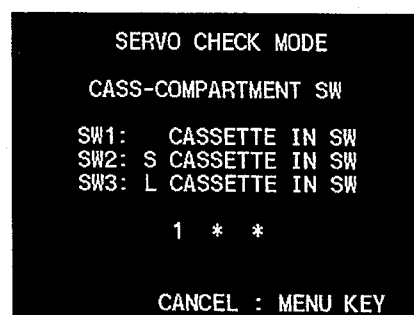 SERVO CHECK MODE
CASS-COMPARTMENT SW
SW1: CASSETTE IN SW
SW2: S CASSETTE IN SW
SW3: L CASSETTE IN SW
1 * *
CANCEL : MENU KEY